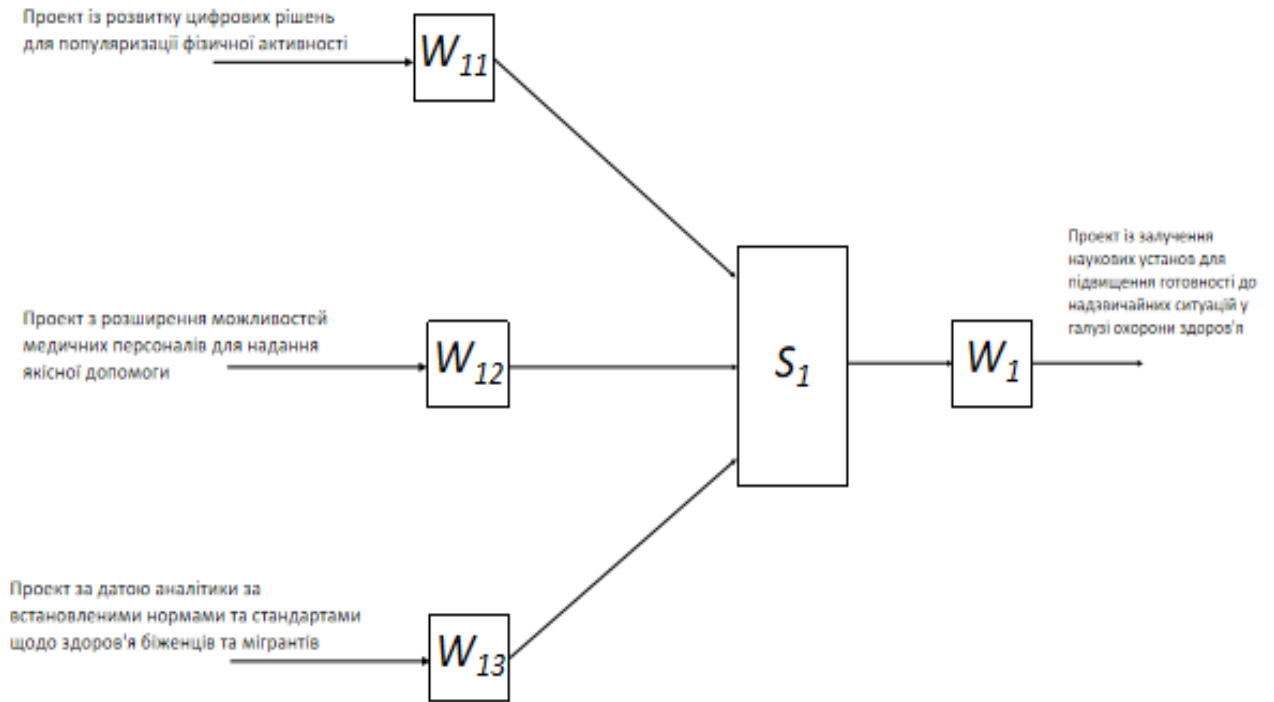 Проект із розвитку цифрових рішень
для популяризації фізичної активності
W11
Проект із залучення
наукових установ для
підвищення готовності до
надзвичайних ситуацій у
галузі охорони здоров'я
Проект з розширення можливостей
медичних персоналів для надання
якісної допомоги
W12
S1
W1
Проект за датою аналітики за
встановленими нормами та стандартами
щодо здоров'я біженців та мігрантів
W13